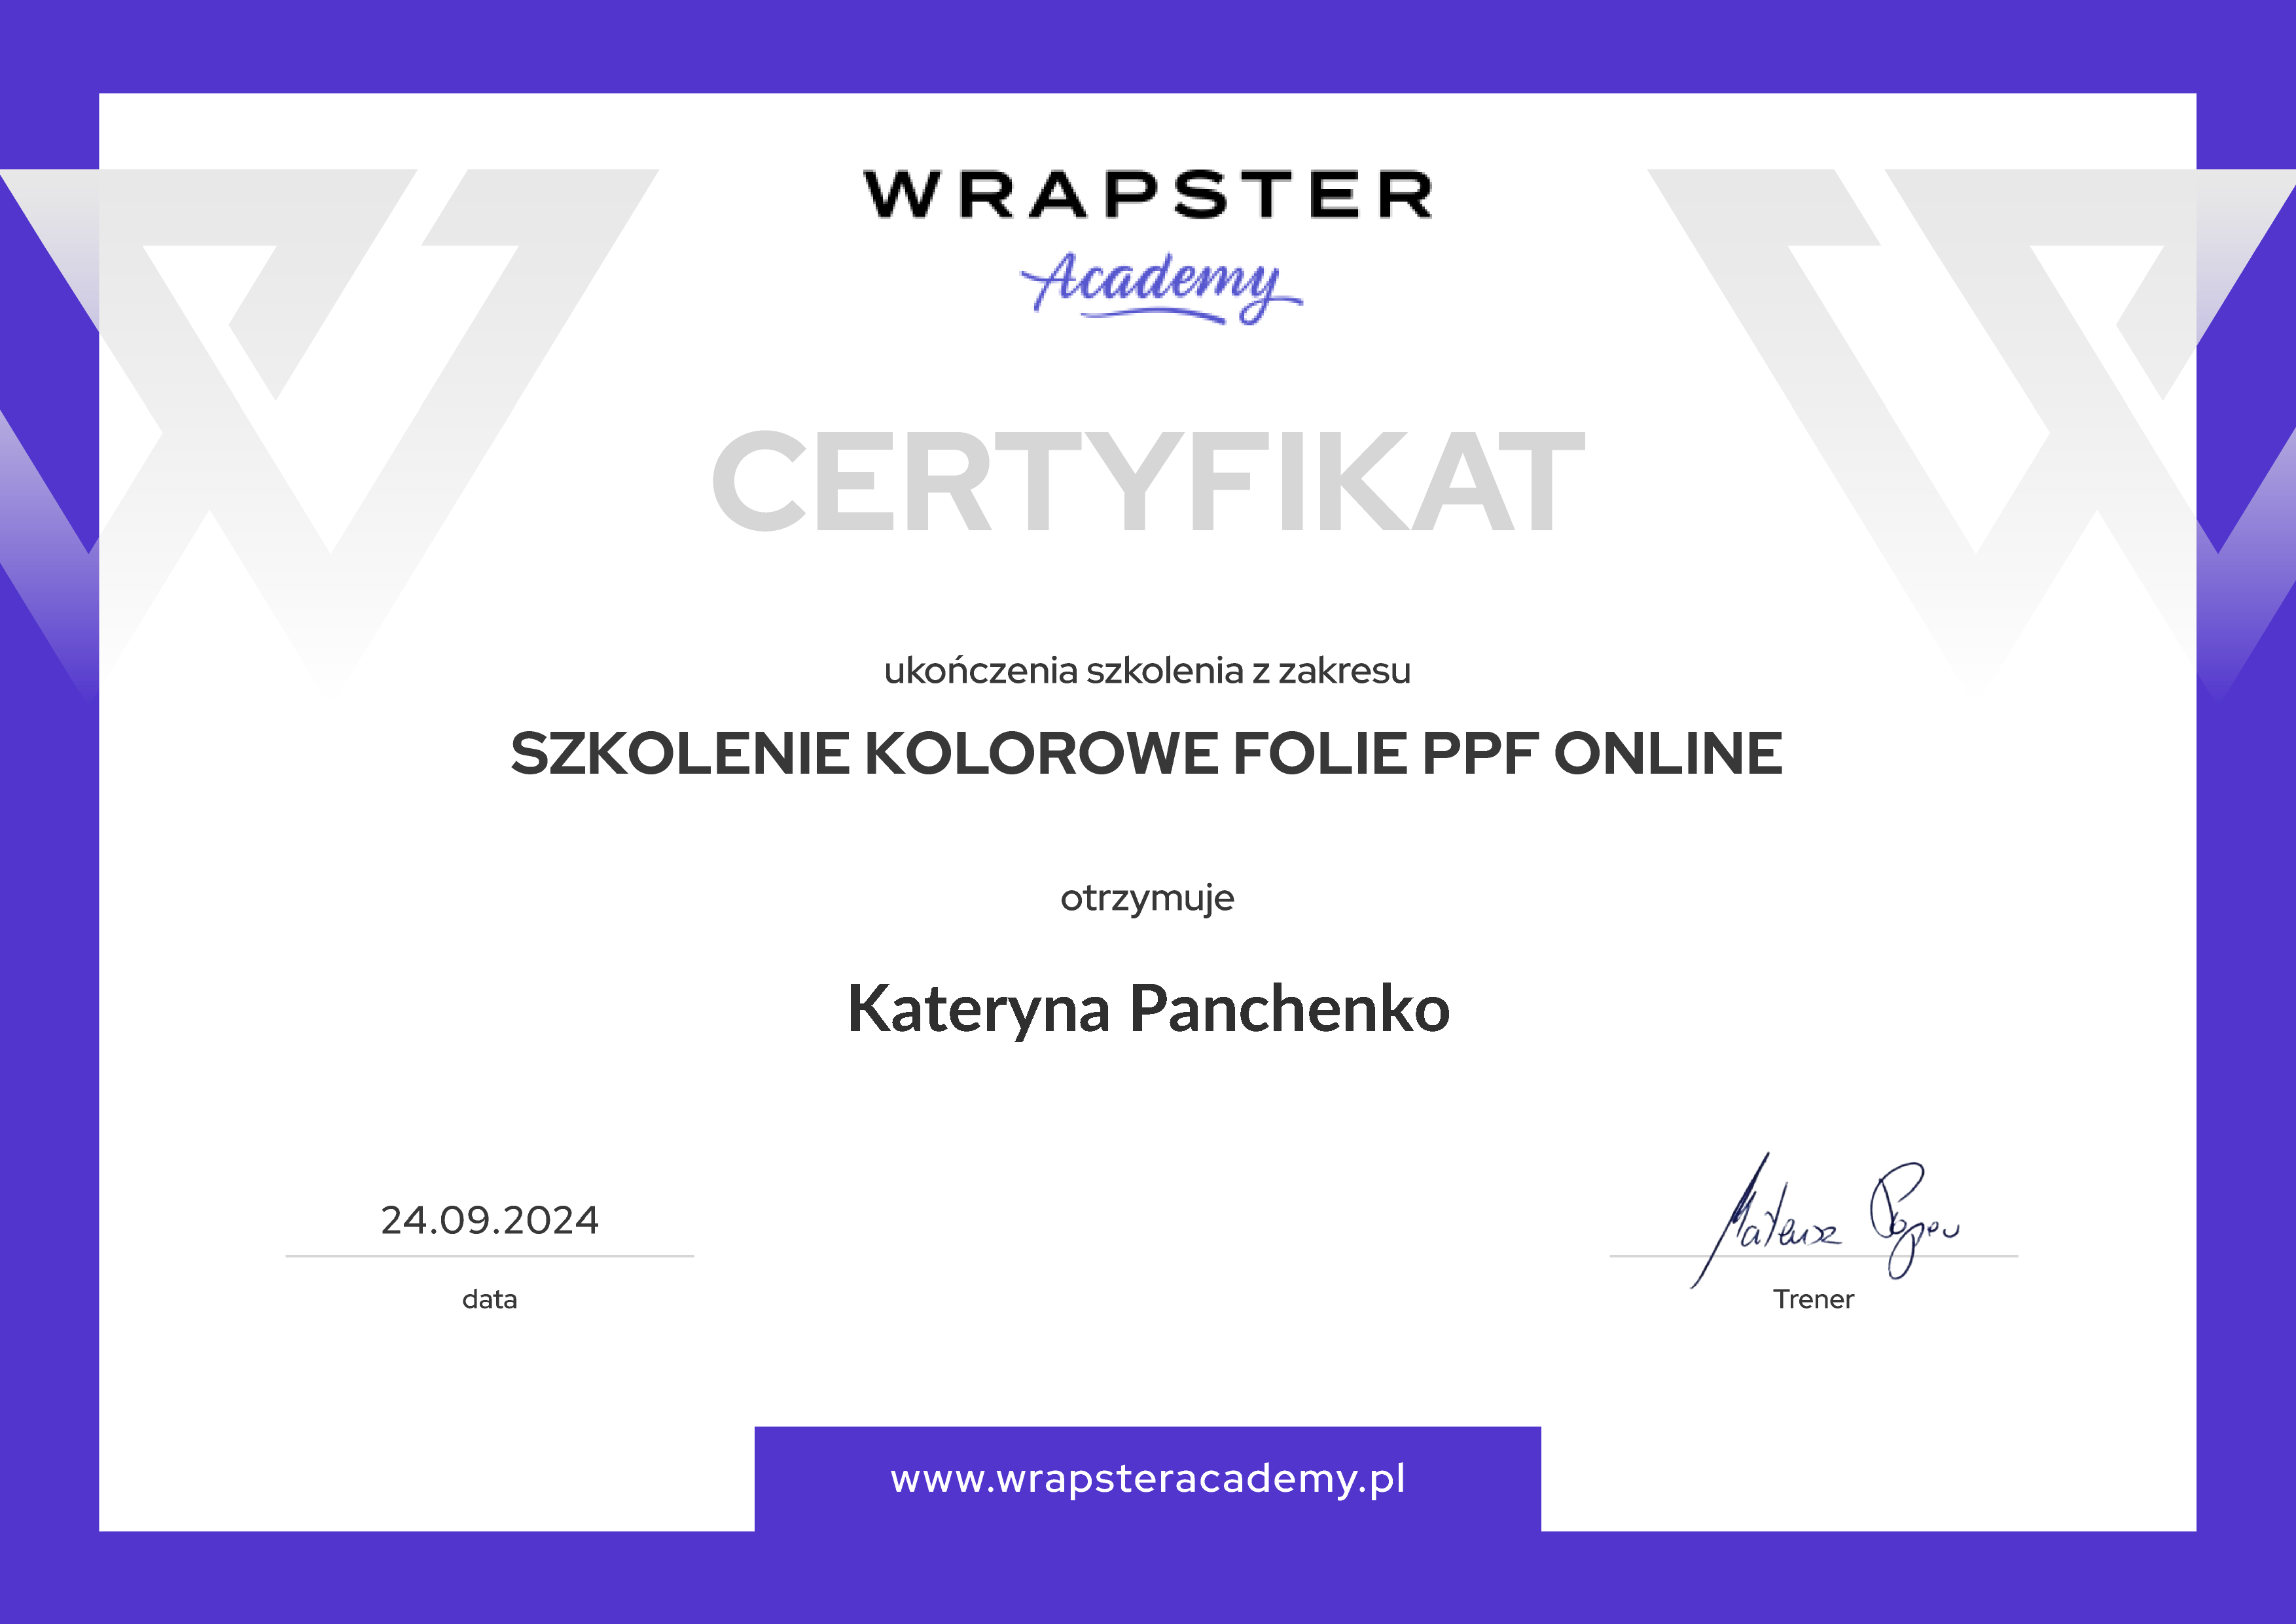 WRAPSTER
Academy
CERTYFIKAT
ukończenia szkolenia z zakresu
SZKOLENIE KOLOROWE FOLIE PPF ONLINE
otrzymuje
Kateryna Panchenko
24.09.2024
data
Mateusz
Trener
www.wrapsteracademy.pl